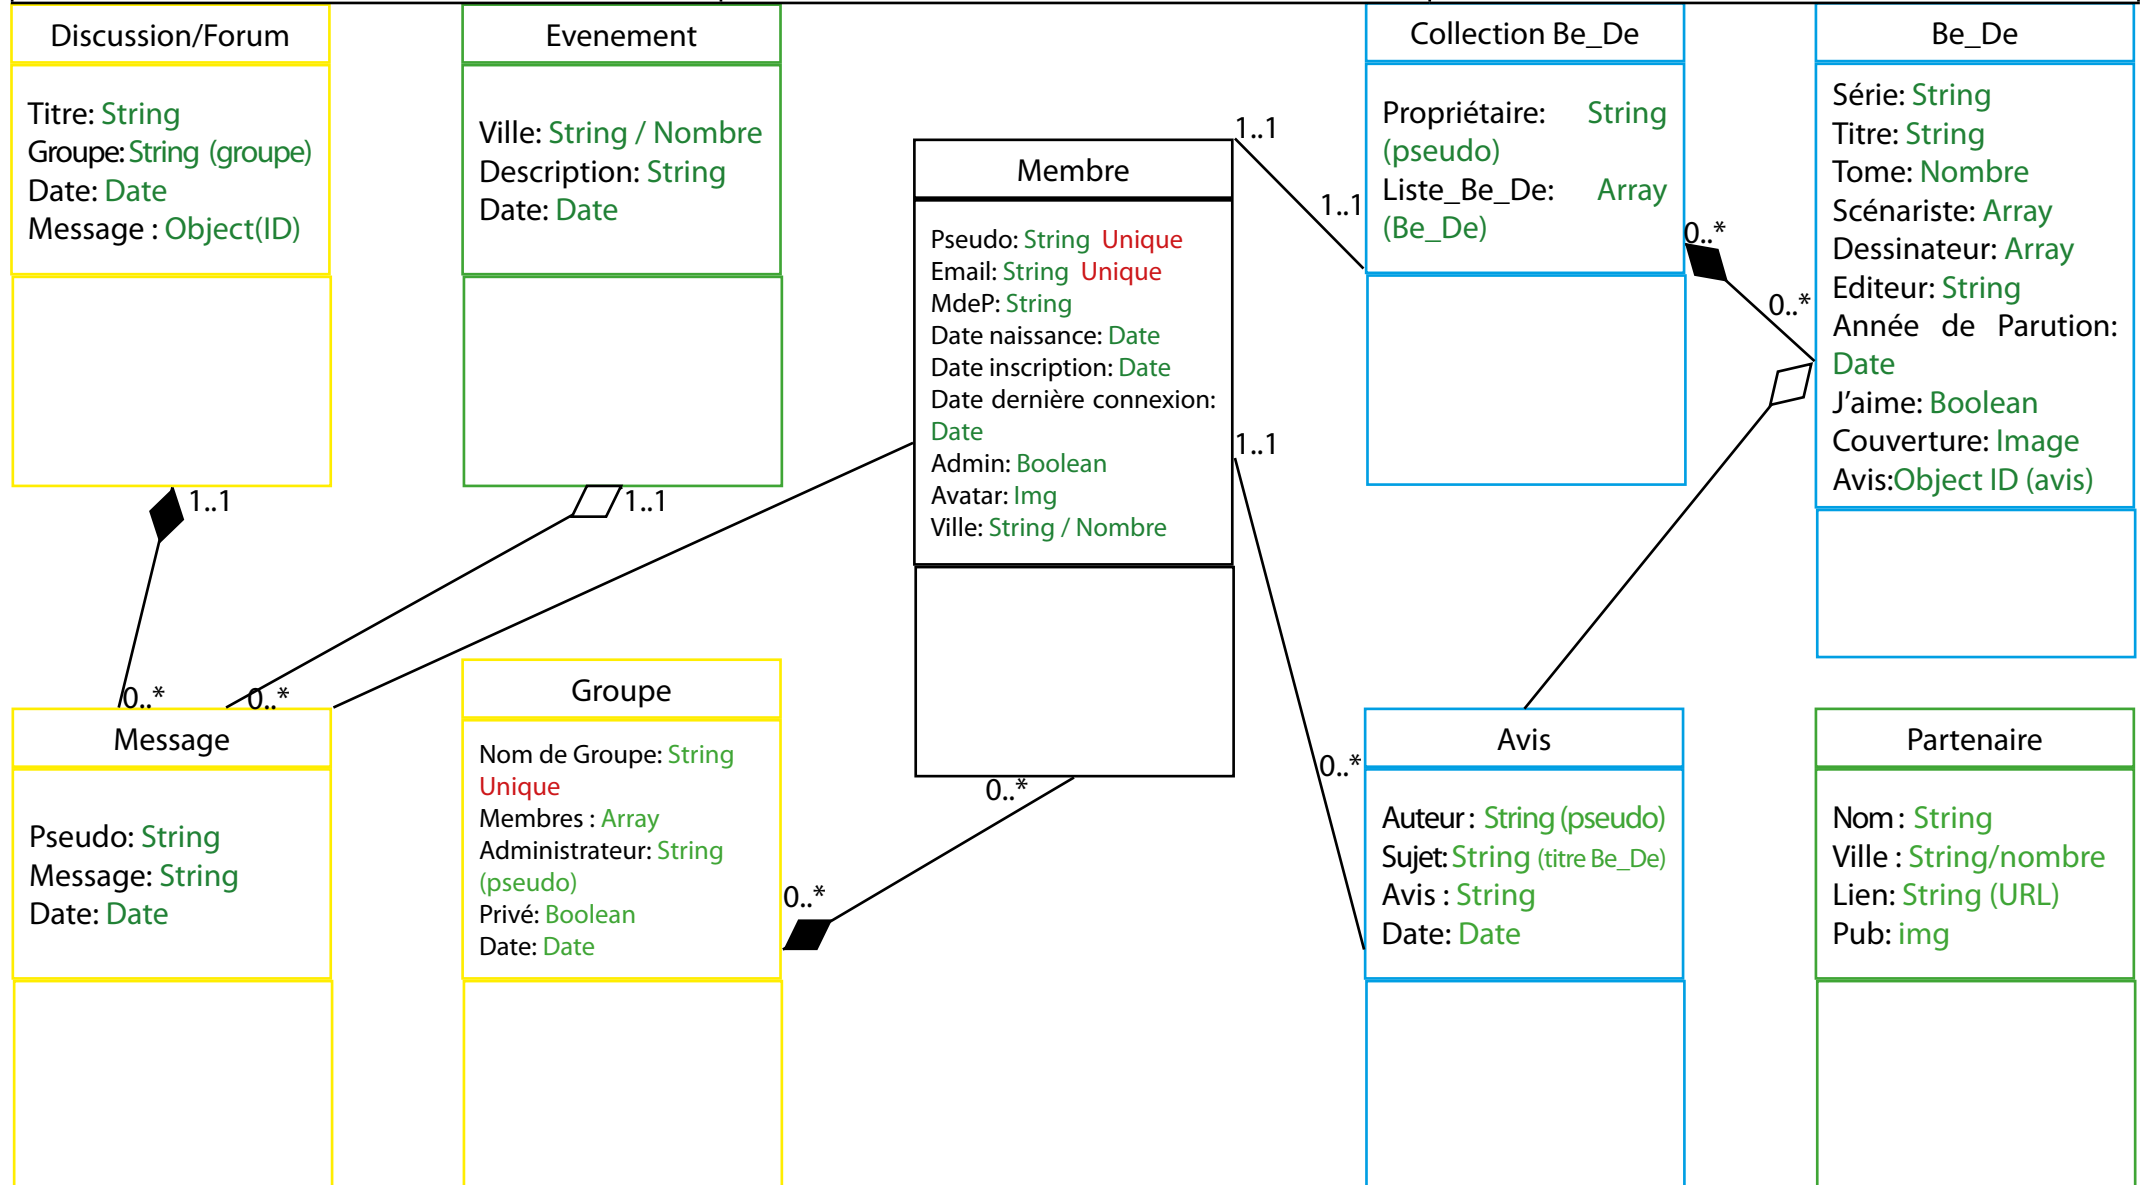 Discussion/Forum
Titre: String
Groupe: String (groupe)
Date: Date
Message : Object(ID)
1..1
Evenement
Ville: String / Nombre
Description: String
Date: Date
1..1
Membre
Pseudo: String Unique
Email: String Unique
MdeP: String
Date naissance: Date
Date inscription: Date
Date dernière connexion:
Date
Admin: Boolean
Avatar: Img
Ville: String / Nombre
1..1
1..1
1..1
0..*
Collection Be_De
Propriétaire: String
(pseudo)
Liste_Be_De: Array
(Be_De)
0..*
0..*
Be_De
Série: String
Titre: String
Tome: Nombre
Scénariste: Array
Dessinateur: Array
Editeur: String
Année de Parution:
Date
J’aime: Boolean
Couverture: Image
Avis:Object ID (avis)
0..*
0..*
Message
Pseudo: String
Message: String
Date: Date
Groupe
Nom de Groupe: String
Unique
Membres : Array
Administrateur: String
(pseudo)
Privé: Boolean
Date: Date
0..*
0..*
Avis
Auteur : String (pseudo)
Sujet: String (titre Be_De)
Avis : String
Date: Date
Partenaire
Nom : String
Ville : String/nombre
Lien: String (URL)
Pub: img